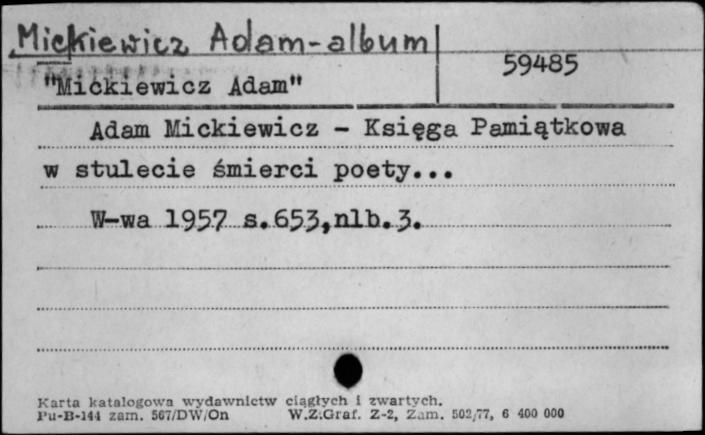 Mickiewicz Adam-album
59485
"Mickiewicz Adam"
Adam Mickiewicz - Księga Pamiątkowa
w stulecie śmierci poety...
W-wa 1957 s.653,nlb.3.
Karta katalogowa wydawnictw ciągłych i zwartych.
Pu-B-144 zam. 567/DW/On W.Z.Graf. Z-2, Zam. 502/77, 6 400 000